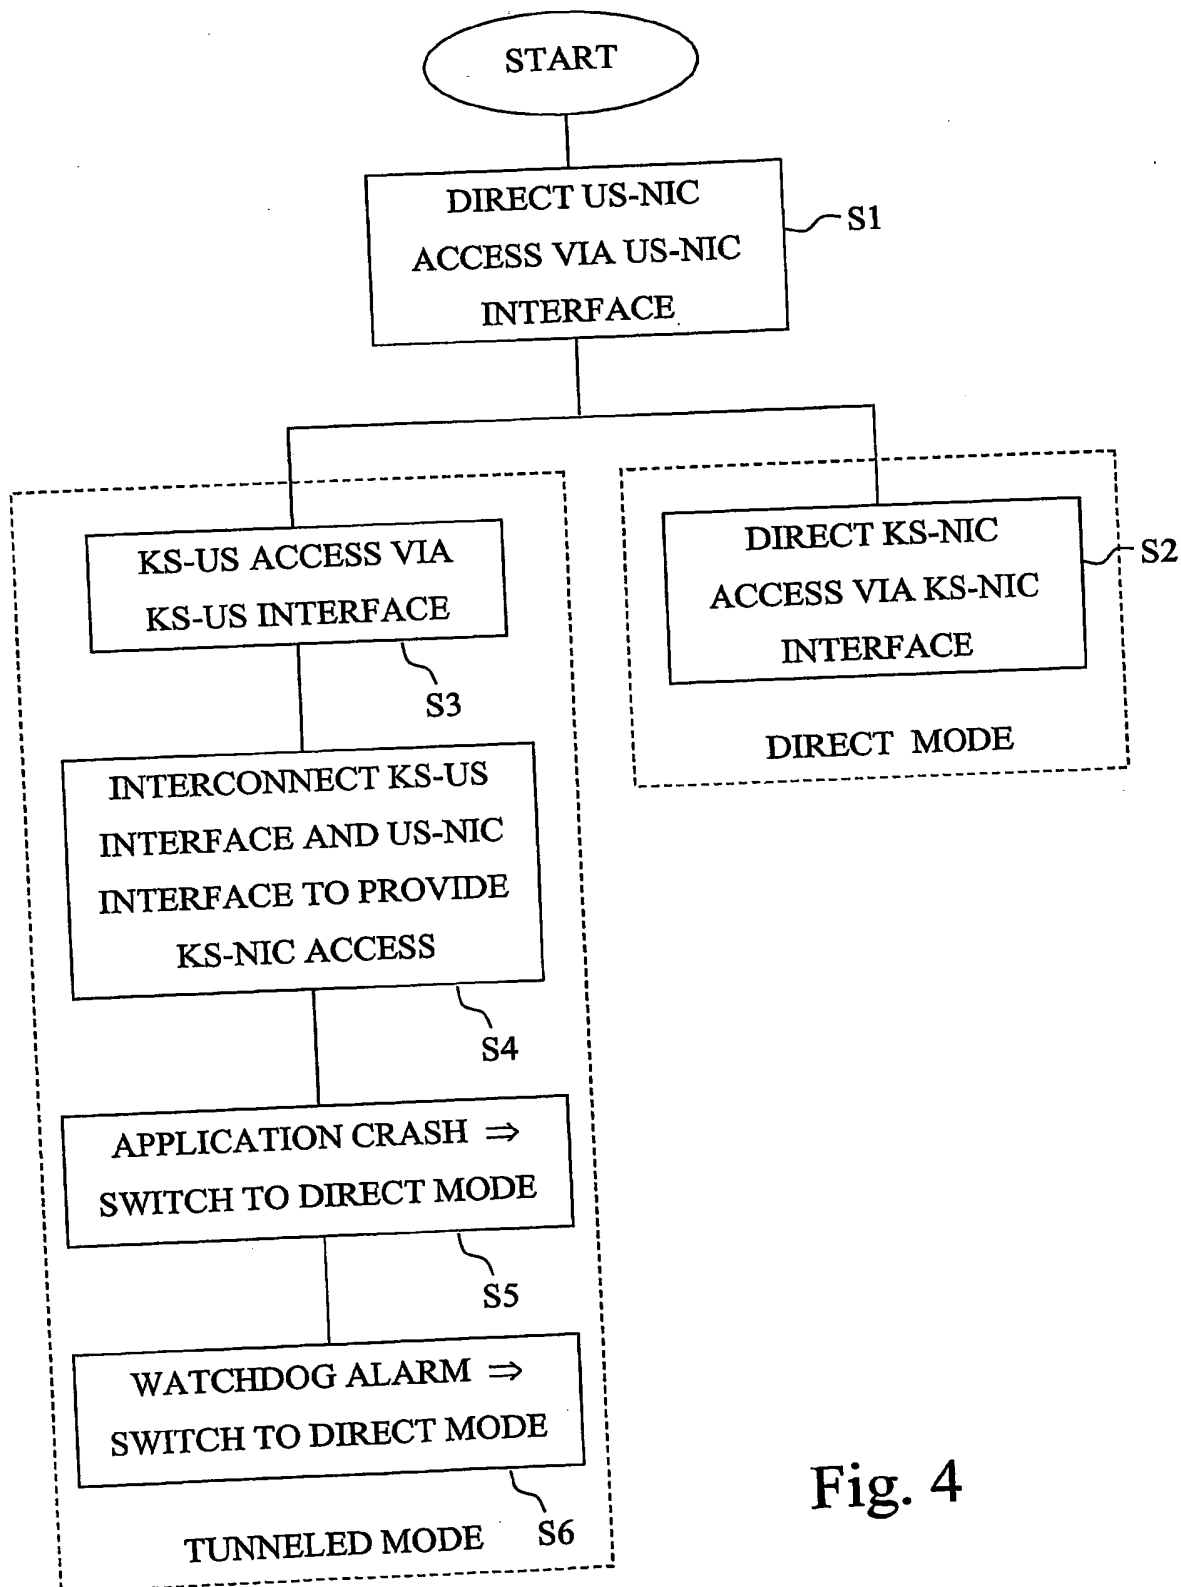 START
DIRECT US-NIC
ACCESS VIA US-NIC
INTERFACE
S1
KS-US ACCESS VIA
KS-US INTERFACE
S3
INTERCONNECT KS-US
INTERFACE AND US-NIC
INTERFACE TO PROVIDE
KS-NIC ACCESS
S4
APPLICATION CRASH ⇒
SWITCH TO DIRECT MODE
S5
WATCHDOG ALARM ⇒
SWITCH TO DIRECT MODE
S6
TUNNELED MODE
DIRECT KS-NIC
ACCESS VIA KS-NIC
INTERFACE
S2
DIRECT MODE
Fig. 4